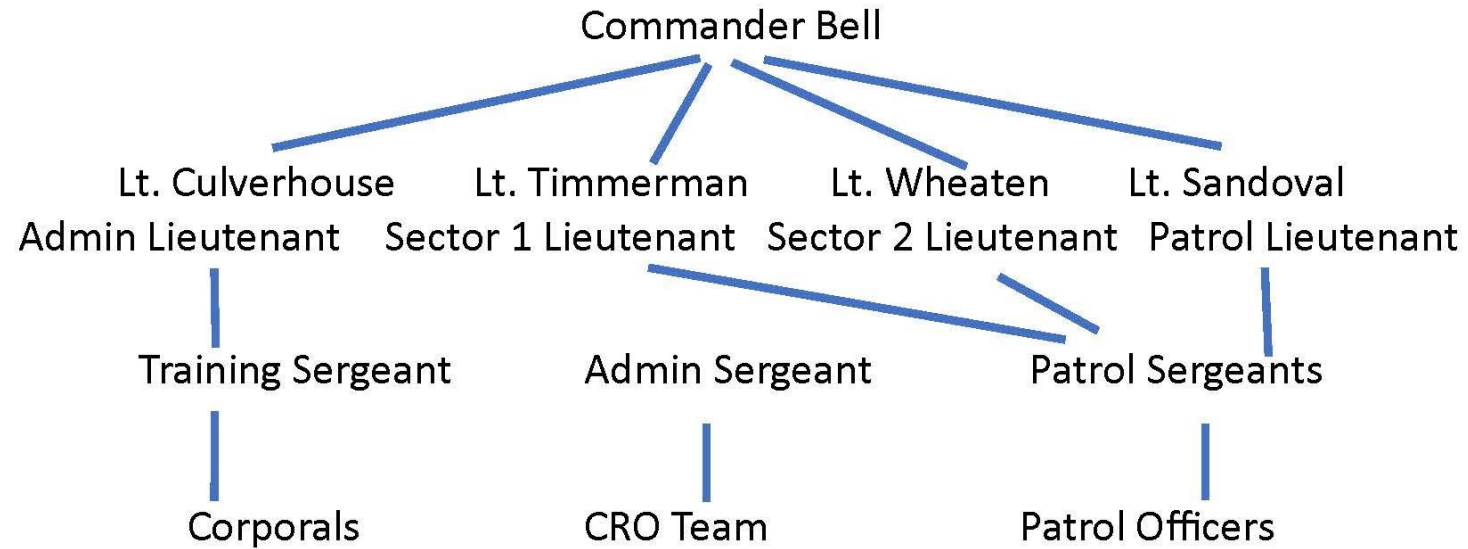 Commander Bell
Lt. Culverhouse Lt. Timmerman Lt. Wheaten Lt. Sandoval
Admin Lieutenant Sector 1 Lieutenant Sector 2 Lieutenant Patrol Lieutenant
Training Sergeant Admin Sergeant Patrol Sergeants
Corporals CRO Team Patrol Officers